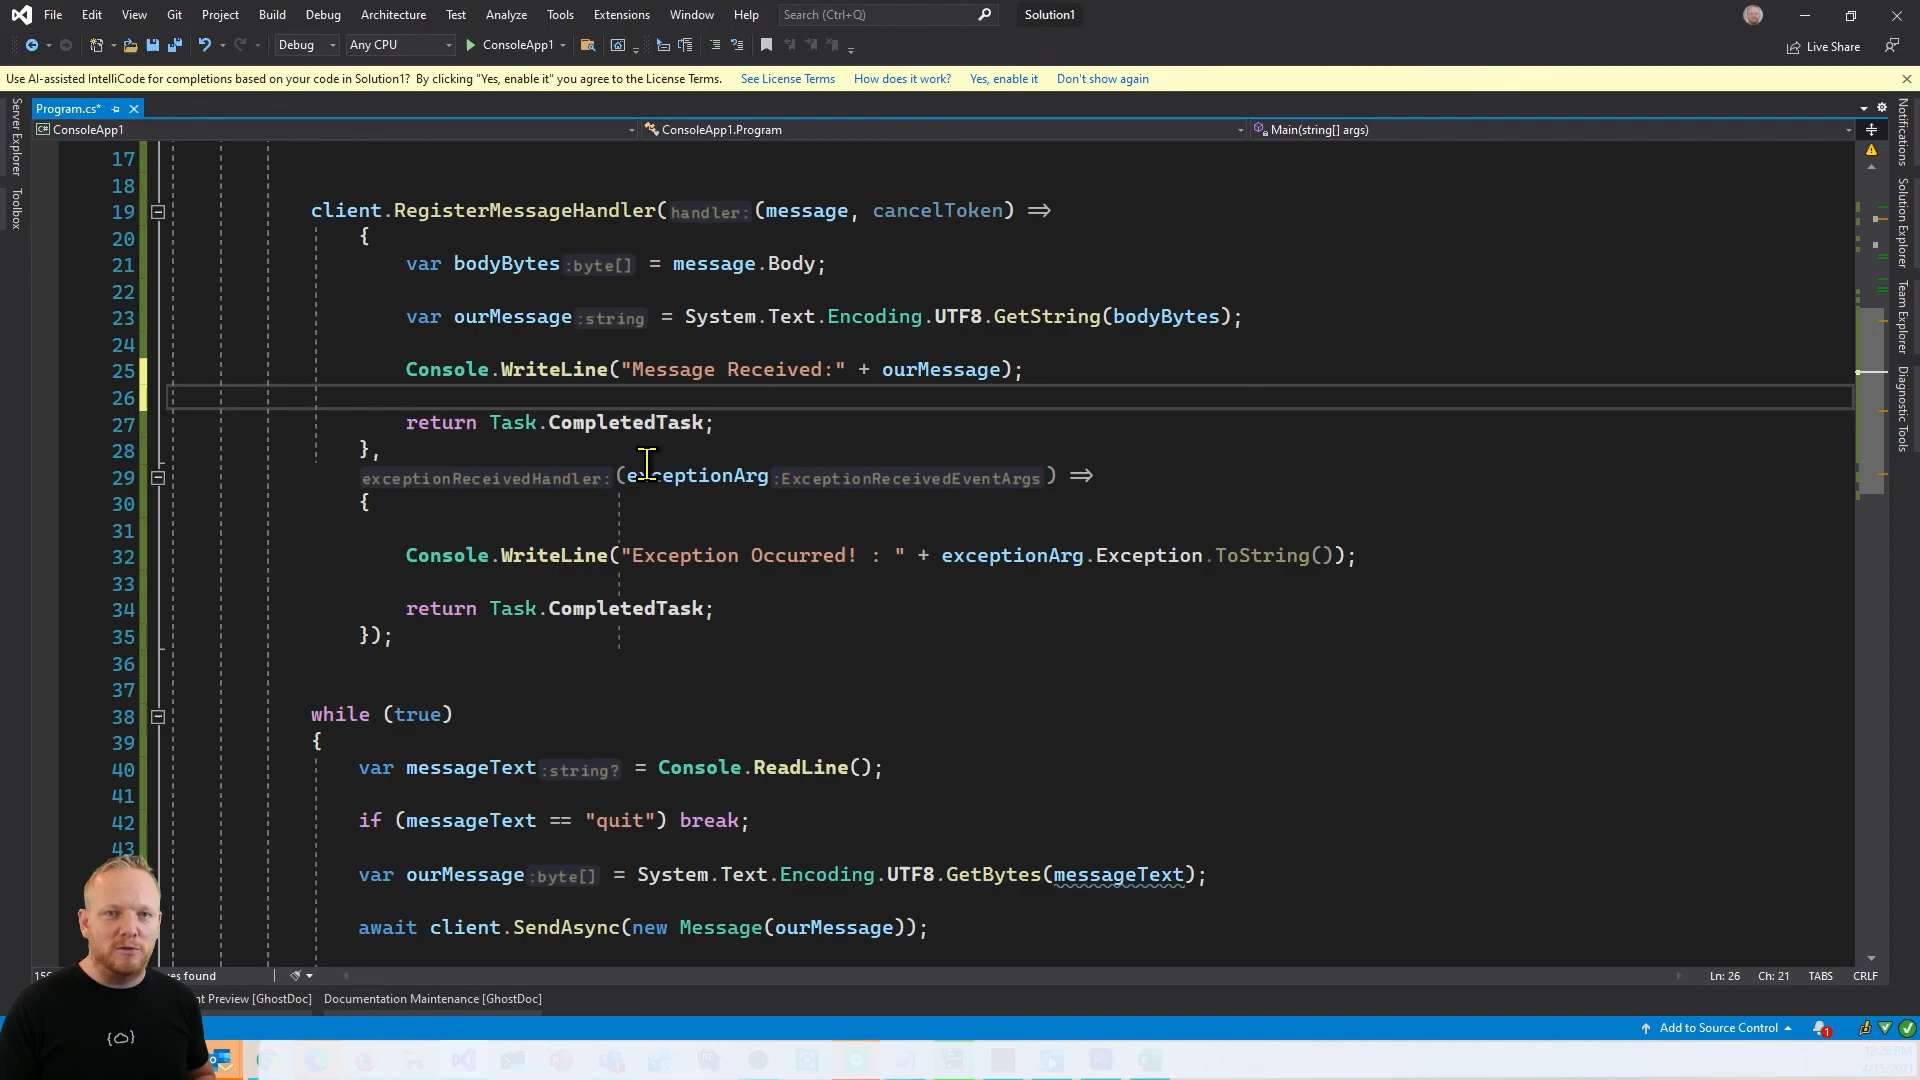 File Edit View Git Project Build Debug Architecture Test Analyze Tools Extensions Window Help Search (Ctrl+Q) Solution1
Debug Any CPU ConsoleApp1 Live Share
Use AI-assisted IntelliCode for completions based on your code in Solution1? By clicking "Yes, enable it" you agree to the License Terms. See License Terms How does it work? Yes, enable it Don't show again
Program.cs*
C# ConsoleApp1 ConsoleApp1.Program Main(string[] args)
Server Explorer
Toolbox
17
18
19 client.RegisterMessageHandler(handler:(message, cancelToken) =>
20 {
21 var bodyBytes:byte[] = message.Body;
22
23 var ourMessage:string = System.Text.Encoding.UTF8.GetString(bodyBytes);
24
25 Console.WriteLine("Message Received:" + ourMessage);
26
27 return Task.CompletedTask;
28 },
29 exceptionReceivedHandler:(exceptionArg:ExceptionReceivedEventArgs) =>
30 {
31
32 Console.WriteLine("Exception Occurred! : " + exceptionArg.Exception.ToString());
33
34 return Task.CompletedTask;
35 });
36
37
38 while (true)
39 {
40 var messageText:string? = Console.ReadLine();
41
42 if (messageText == "quit") break;
43
var ourMessage:byte[] = System.Text.Encoding.UTF8.GetBytes(messageText);
await client.SendAsync(new Message(ourMessage));
Notifications
Solution Explorer
Team Explorer
Diagnostic Tools
found Ln: 26 Ch: 21 TABS CRLF
Preview [GhostDoc] Documentation Maintenance [GhostDoc]
Add to Source Control 1